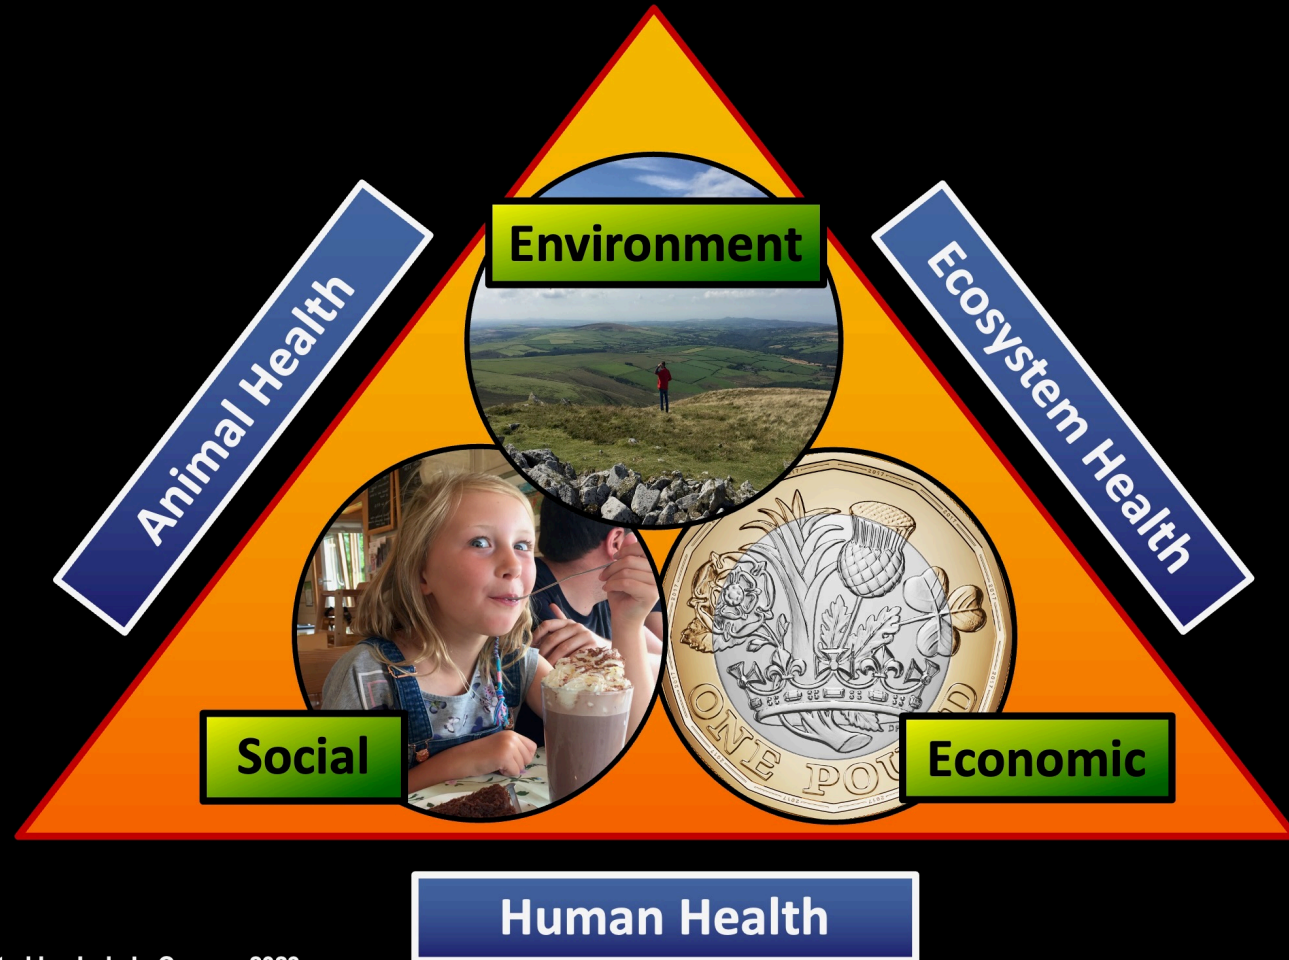 Environment
Animal Health
Ecosystem Health
Social
ONE POU D
Economic
Human Health